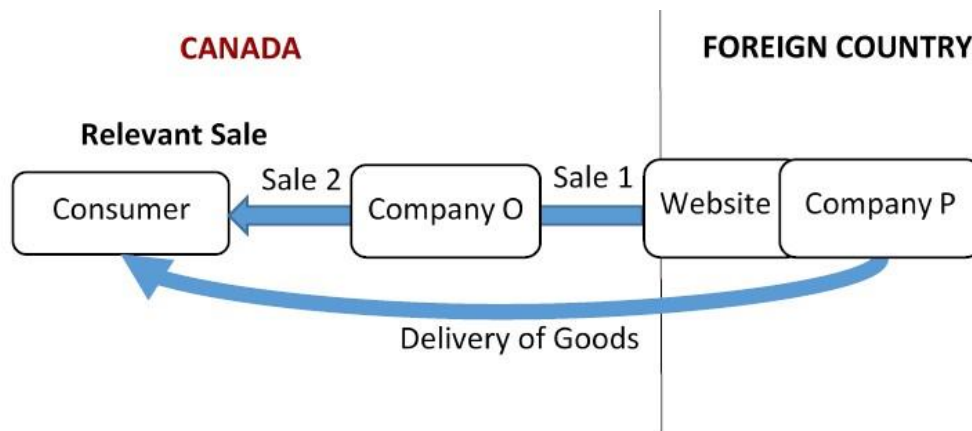 CANADA
FOREIGN COUNTRY
Relevant Sale
Consumer
Sale 2
Company O
Sale 1
Website
Company P
Delivery of Goods